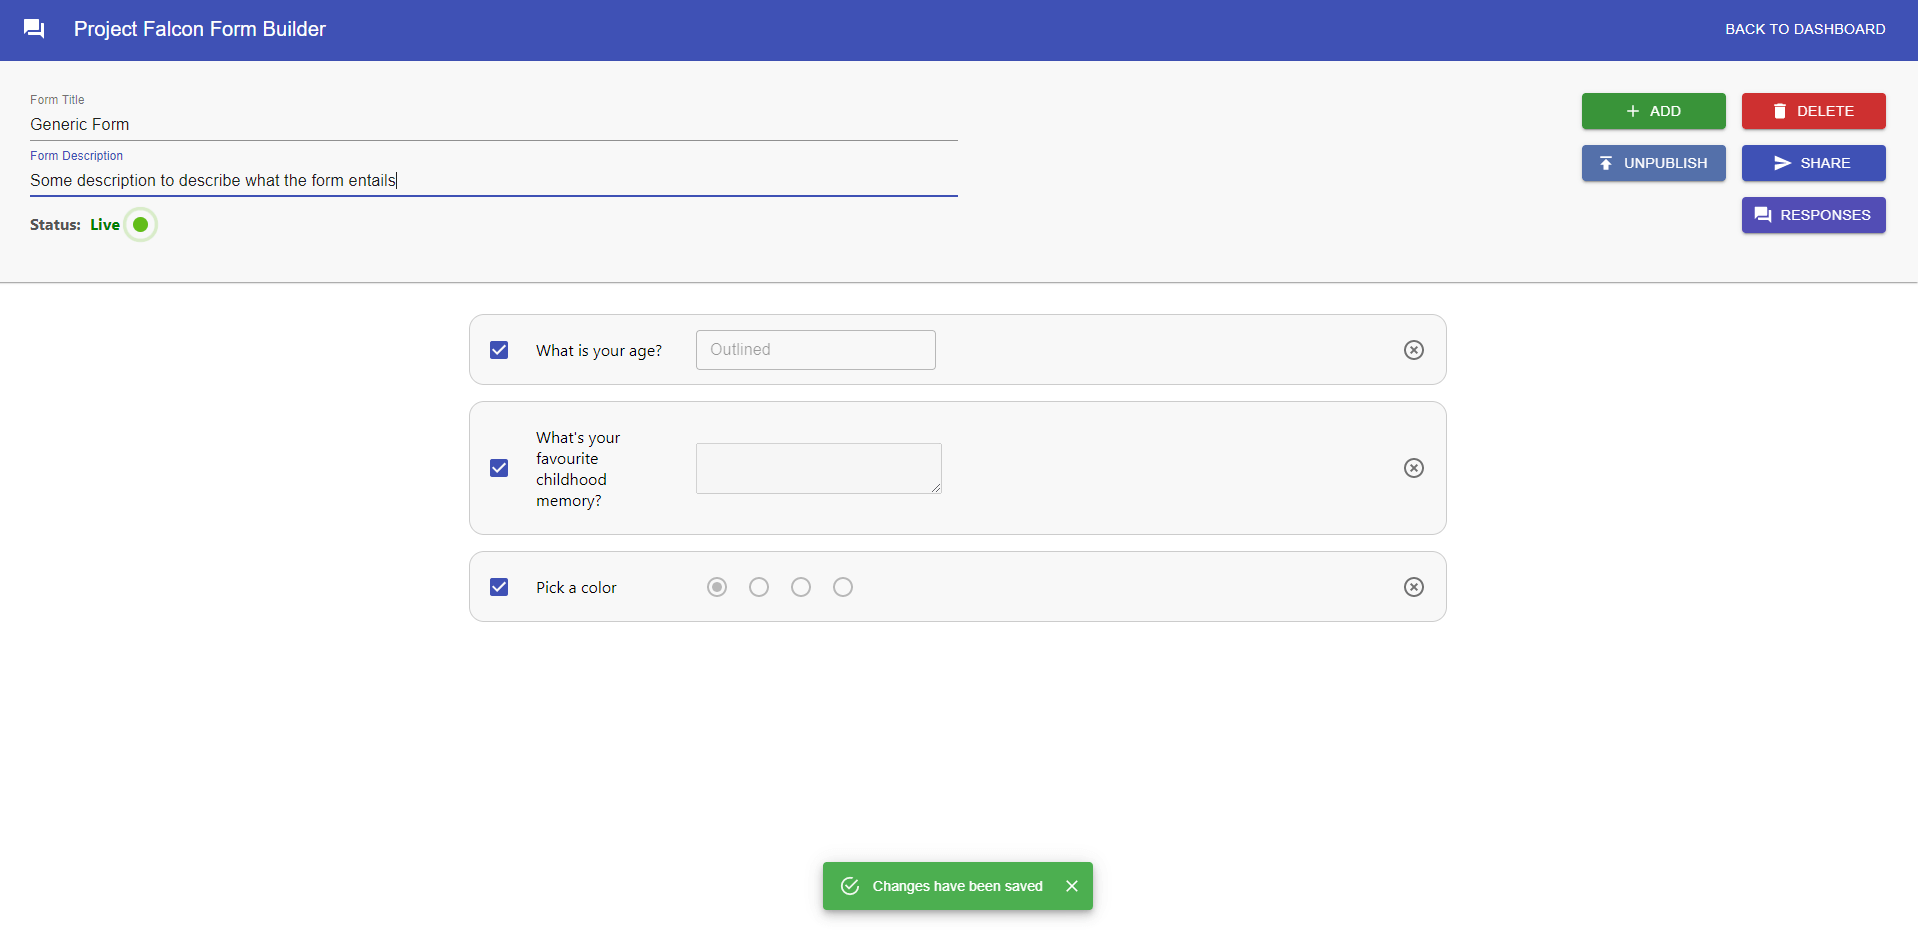 Project Falcon Form Builder
BACK TO DASHBOARD
Form Title
Generic Form
Form Description
Some description to describe what the form entails
Status: Live
ADD
DELETE
UNPUBLISH
SHARE
RESPONSES
What is your age?
Outlined
What's your
favourite
childhood
memory?
Pick a color
Changes have been saved